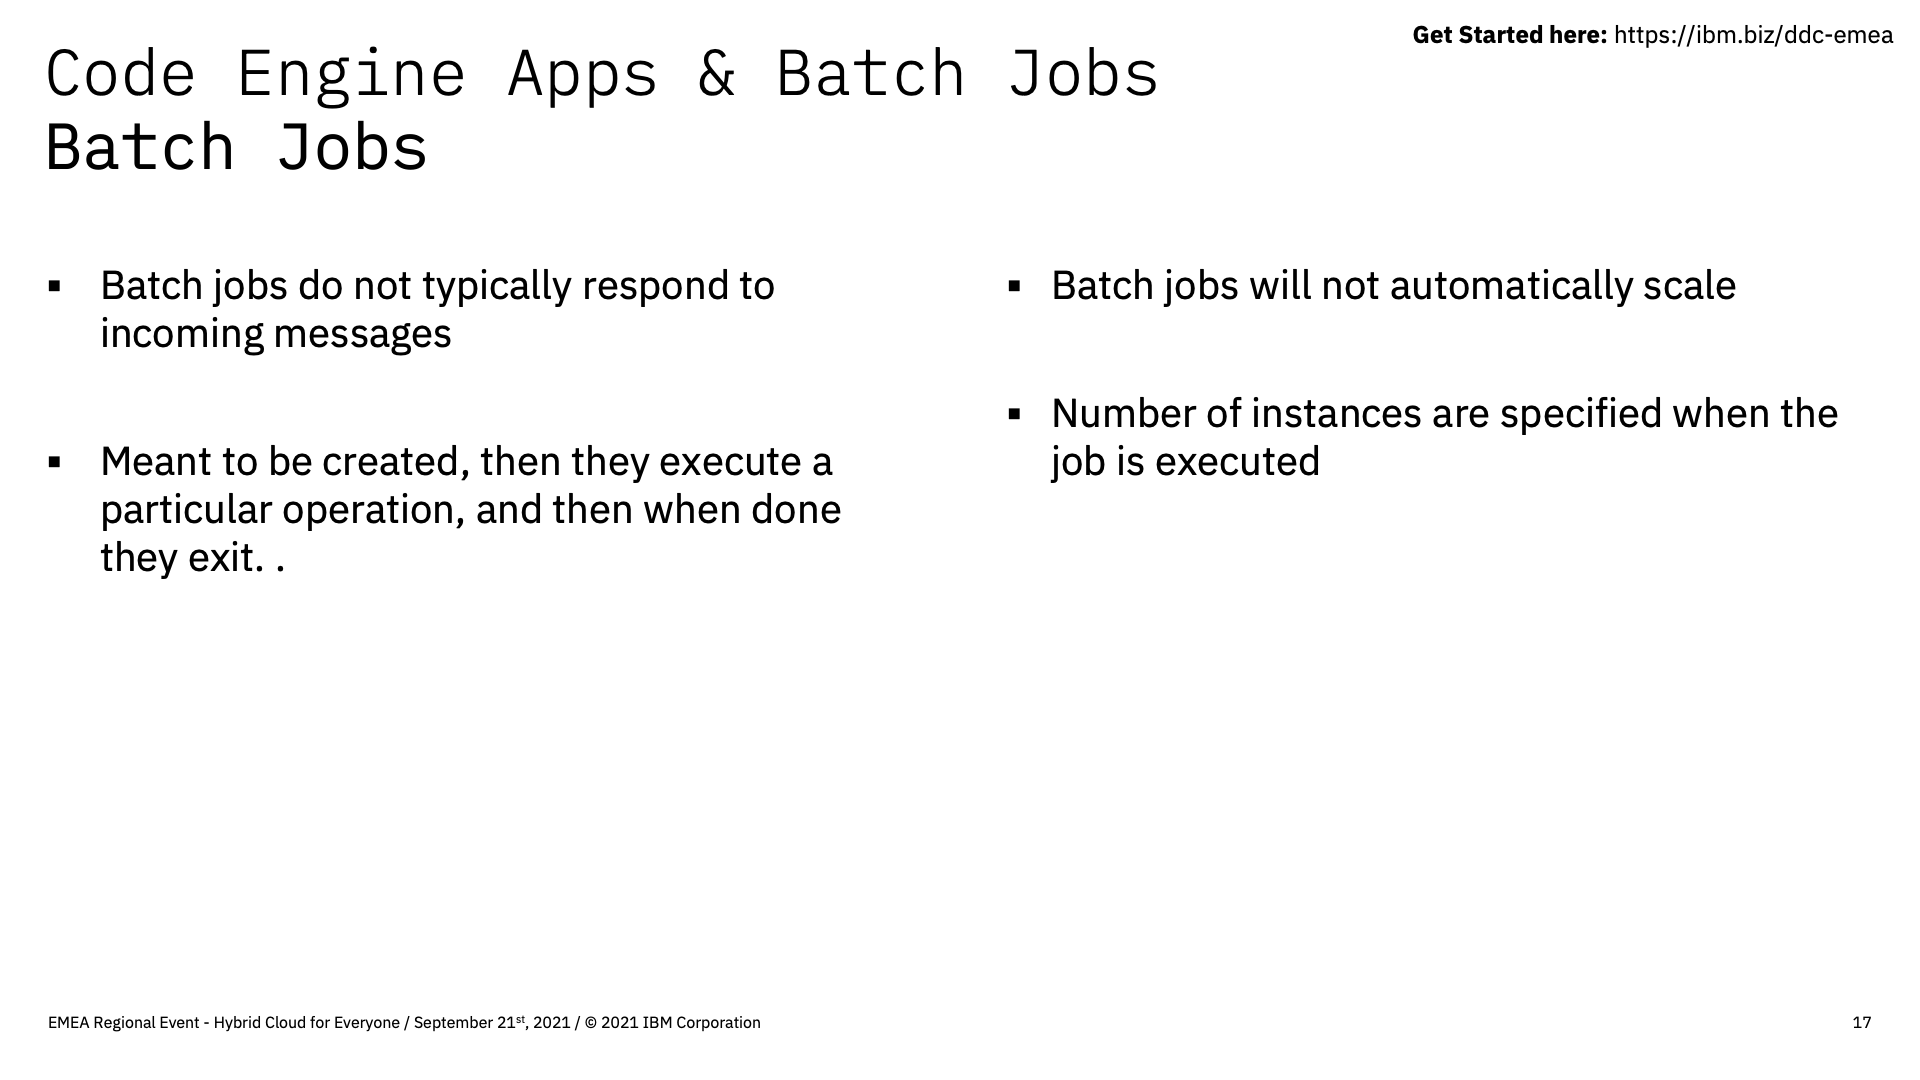 Get Started here: https://ibm.biz/ddc-emea
Code Engine Apps & Batch Jobs
Batch Jobs
▪ Batch jobs do not typically respond to
incoming messages
▪ Meant to be created, then they execute a
particular operation, and then when done
they exit. .
▪ Batch jobs will not automatically scale
▪ Number of instances are specified when the
job is executed
EMEA Regional Event - Hybrid Cloud for Everyone / September 21st, 2021 / © 2021 IBM Corporation
17